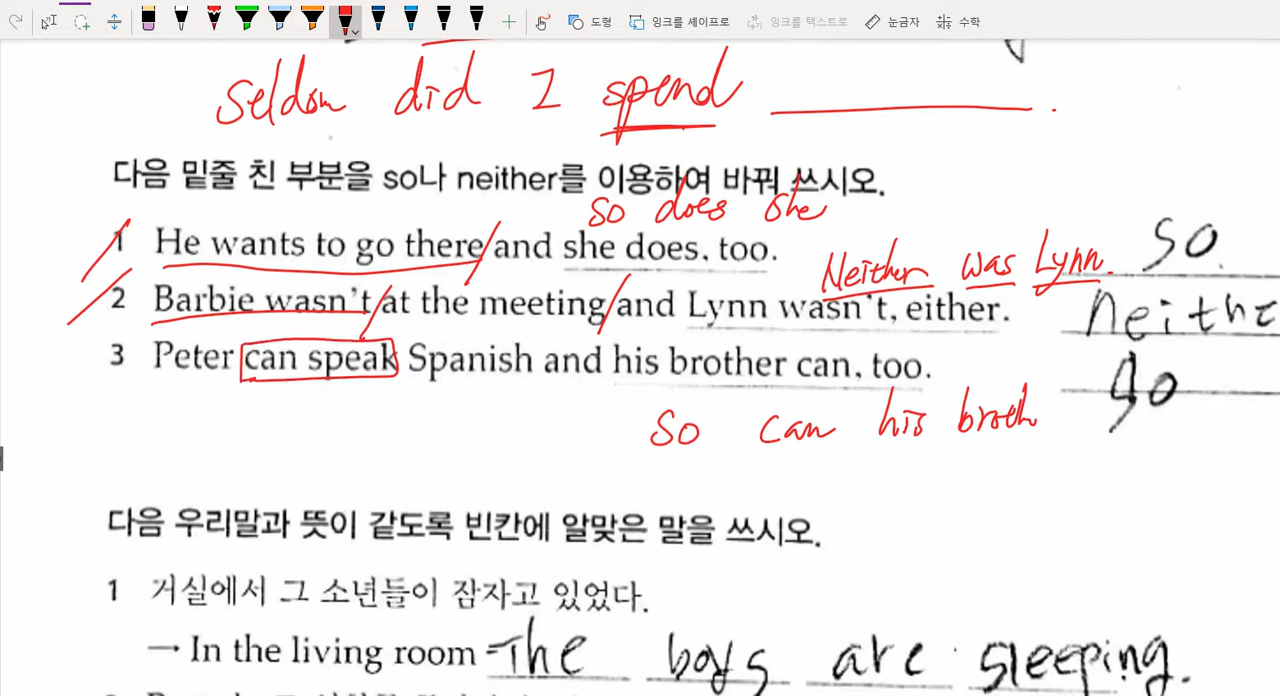 도형 잉크를 셰이프로 잉크를 텍스트로 눈금자 수학
seldom did I spend
다음 밑줄 친 부분을 so나 neither를 이용하여 바꿔 쓰시오.
so does she
1 He wants to go there and she does, too. so.
Neither was Lynn.
2 Barbie wasn't at the meeting and Lynn wasn't, either. neithe
3 Peter can speak Spanish and his brother can, too. so
So can his broth
다음 우리말과 뜻이 같도록 빈칸에 알맞은 말을 쓰시오.
1 거실에서 그 소년들이 잠자고 있었다.
→ In the living room The boys are sleeping.